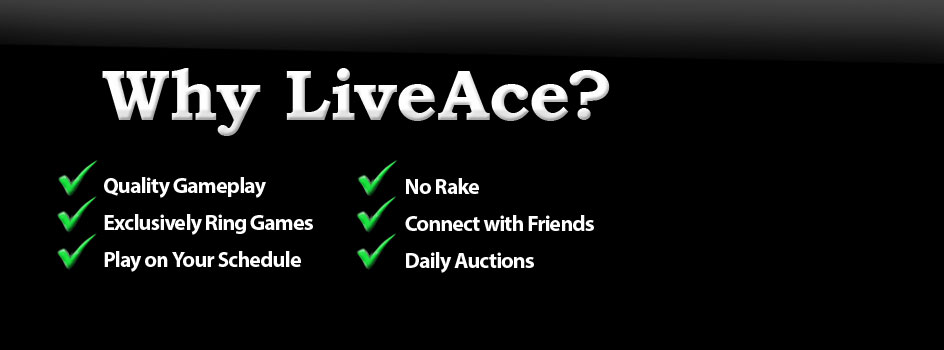 Why LiveAce?
Quality Gameplay
Exclusively Ring Games
Play on Your Schedule
No Rake
Connect with Friends
Daily Auctions